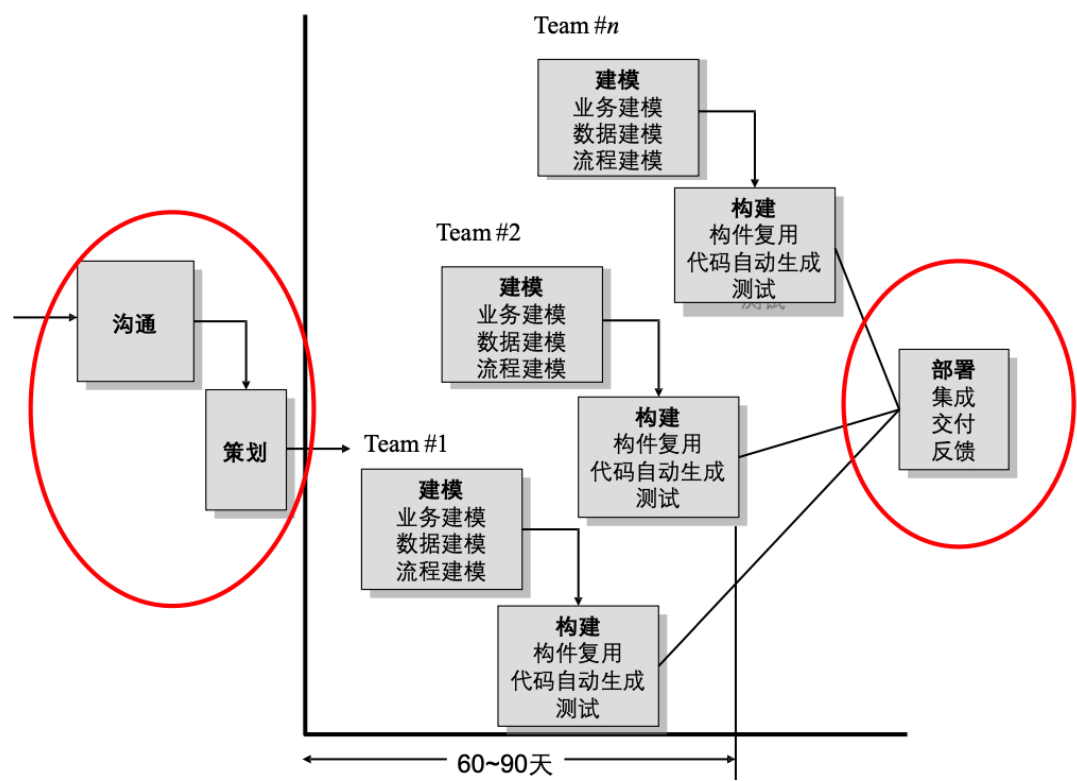 Team #n
建模
业务建模
数据建模
流程建模
构建
构件复用
代码自动生成
测试
Team #2
建模
业务建模
数据建模
流程建模
构建
构件复用
代码自动生成
测试
沟通
策划
Team #1
建模
业务建模
数据建模
流程建模
构建
构件复用
代码自动生成
测试
部署
集成
交付
反馈
60~90天